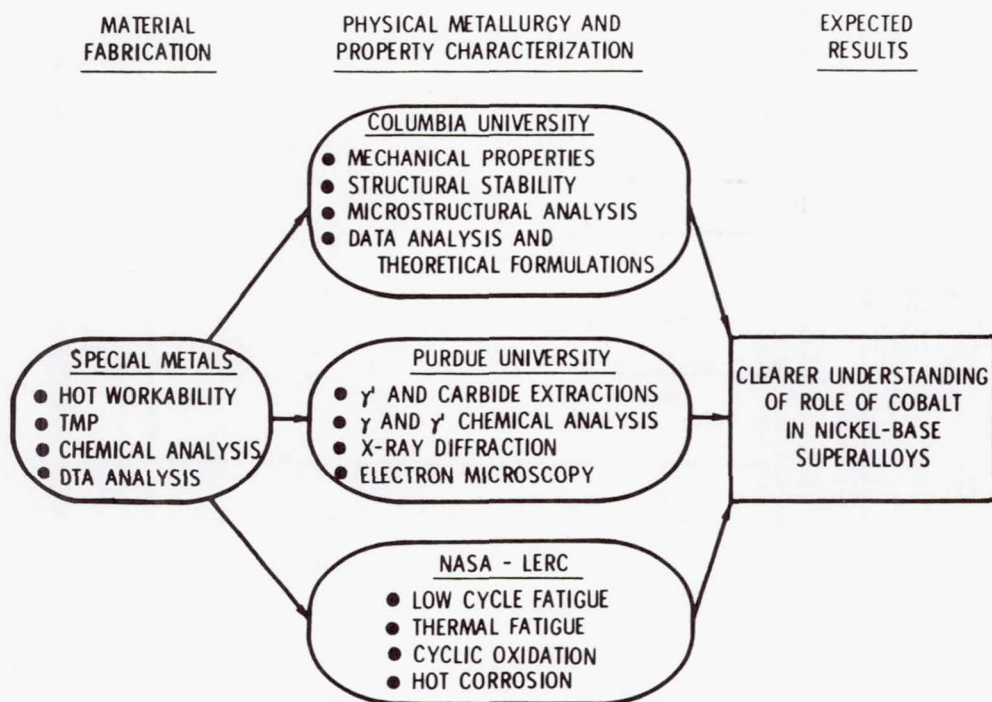 MATERIAL
FABRICATION
PHYSICAL METALLURGY AND
PROPERTY CHARACTERIZATION
EXPECTED
RESULTS
COLUMBIA UNIVERSITY
● MECHANICAL PROPERTIES
● STRUCTURAL STABILITY
● MICROSTRUCTURAL ANALYSIS
● DATA ANALYSIS AND
THEORETICAL FORMULATIONS
SPECIAL METALS
● HOT WORKABILITY
● TMP
● CHEMICAL ANALYSIS
● DTA ANALYSIS
PURDUE UNIVERSITY
● γ' AND CARBIDE EXTRACTIONS
● γ AND γ' CHEMICAL ANALYSIS
● X-RAY DIFFRACTION
● ELECTRON MICROSCOPY
NASA - LERC
● LOW CYCLE FATIGUE
● THERMAL FATIGUE
● CYCLIC OXIDATION
● HOT CORROSION
CLEARER UNDERSTANDING
OF ROLE OF COBALT
IN NICKEL-BASE
SUPERALLOYS